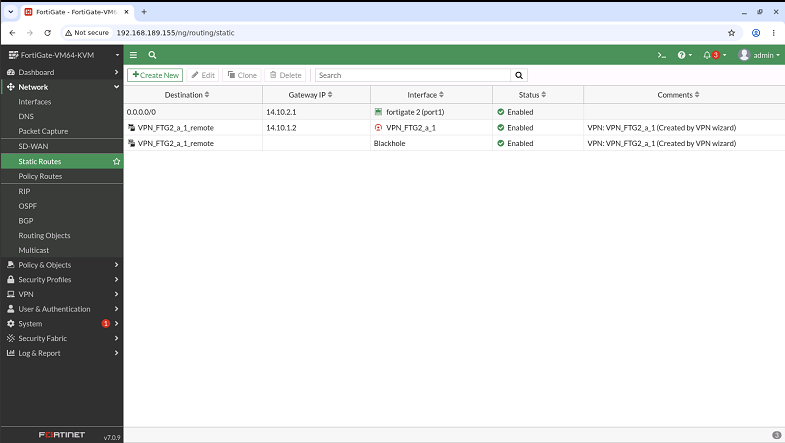 FortiGate - FortiGate-VM6
Not secure 192.168.189.155/ng/routing/static
FortiGate-VM64-KVM
3 admin
Dashboard
Network
Interfaces
DNS
Packet Capture
SD-WAN
Static Routes
Policy Routes
RIP
OSPF
BGP
Routing Objects
Multicast
Policy & Objects
Security Profiles
VPN
User & Authentication
System 1
Security Fabric
Log & Report
FORTINET v7.0.9
+ Create New Edit Clone Delete Search
Destination Gateway IP Interface Status Comments
0.0.0.0/0 14.10.2.1 fortigate 2 (port1) Enabled
VPN_FTG2_a_1_remote 14.10.1.2 VPN_FTG2_a_1 Enabled VPN: VPN_FTG2_a_1 (Created by VPN wizard)
VPN_FTG2_a_1_remote Blackhole Enabled VPN: VPN_FTG2_a_1 (Created by VPN wizard)
3